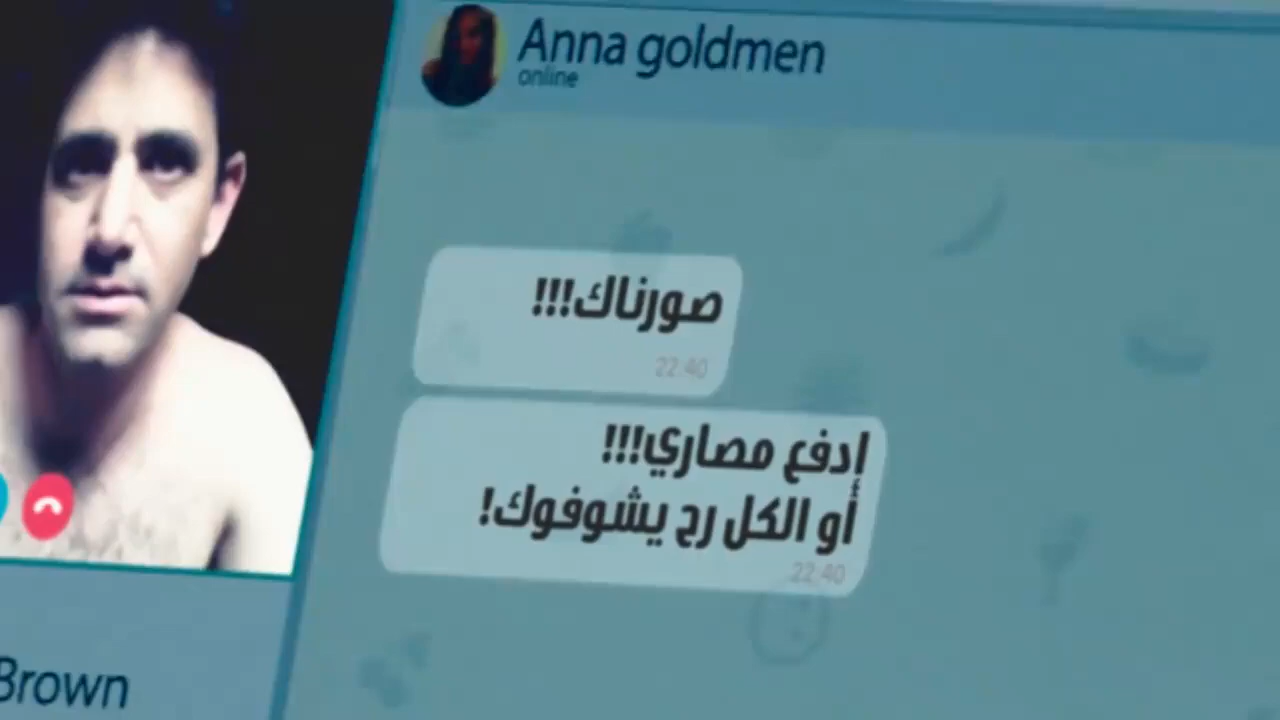 Anna goldmen
online
صورناك!!!
22:40
إدفع مصاري!!!
أو الكل رح يشوفوك!
22:40
Brown